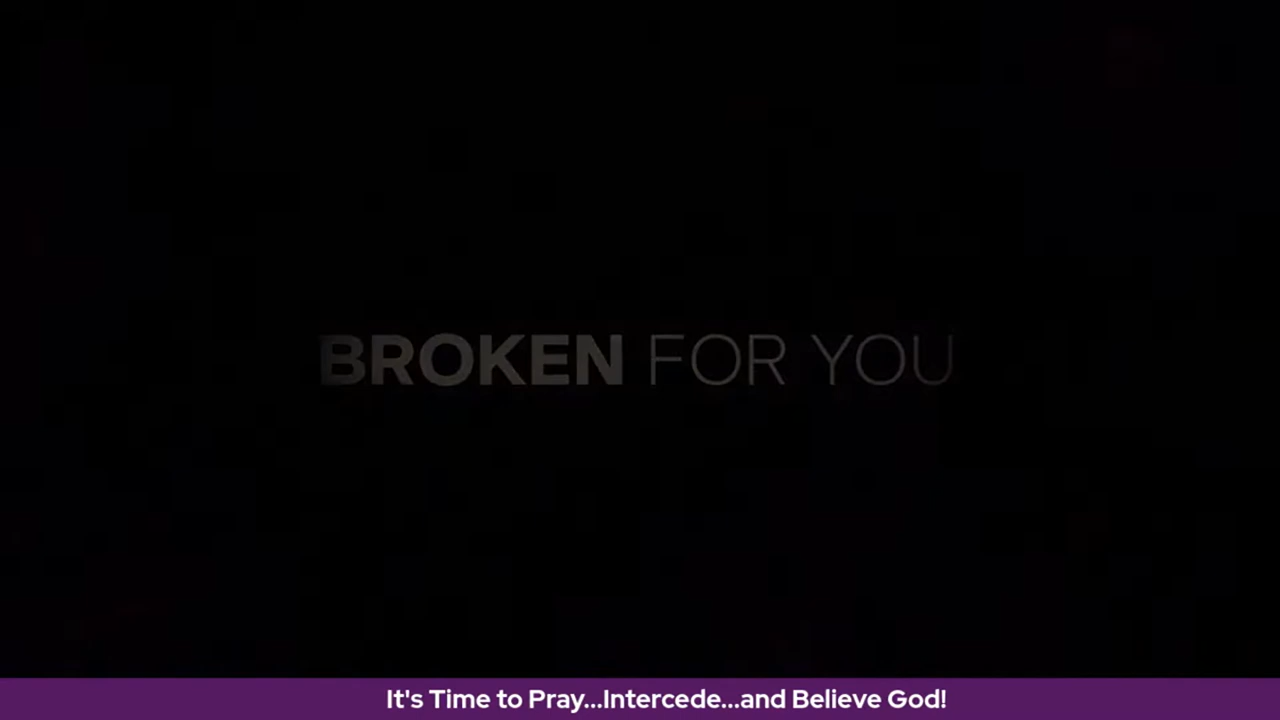 BROKEN FOR YOU
It's Time to Pray...Intercede...and Believe God!